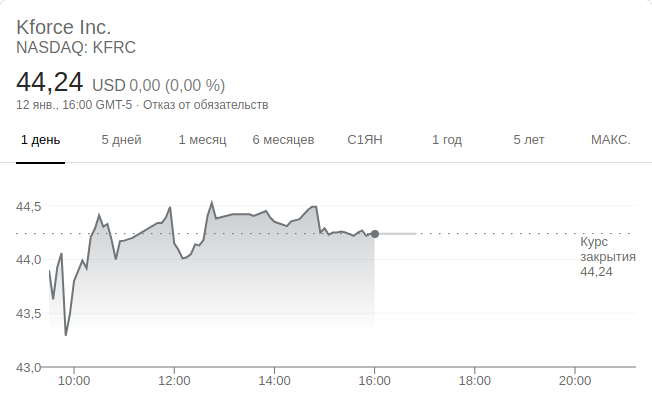 Kforce Inc.
NASDAQ: KFRC
44,24 USD 0,00 (0,00 %)
12 янв., 16:00 GMT-5 · Отказ от обязательств
1 день 5 дней 1 месяц 6 месяцев С1ЯН 1 год 5 лет МАКС.
44,5
44,0
43,5
43,0
Курс
закрытия
44,24
10:00 12:00 14:00 16:00 18:00 20:00